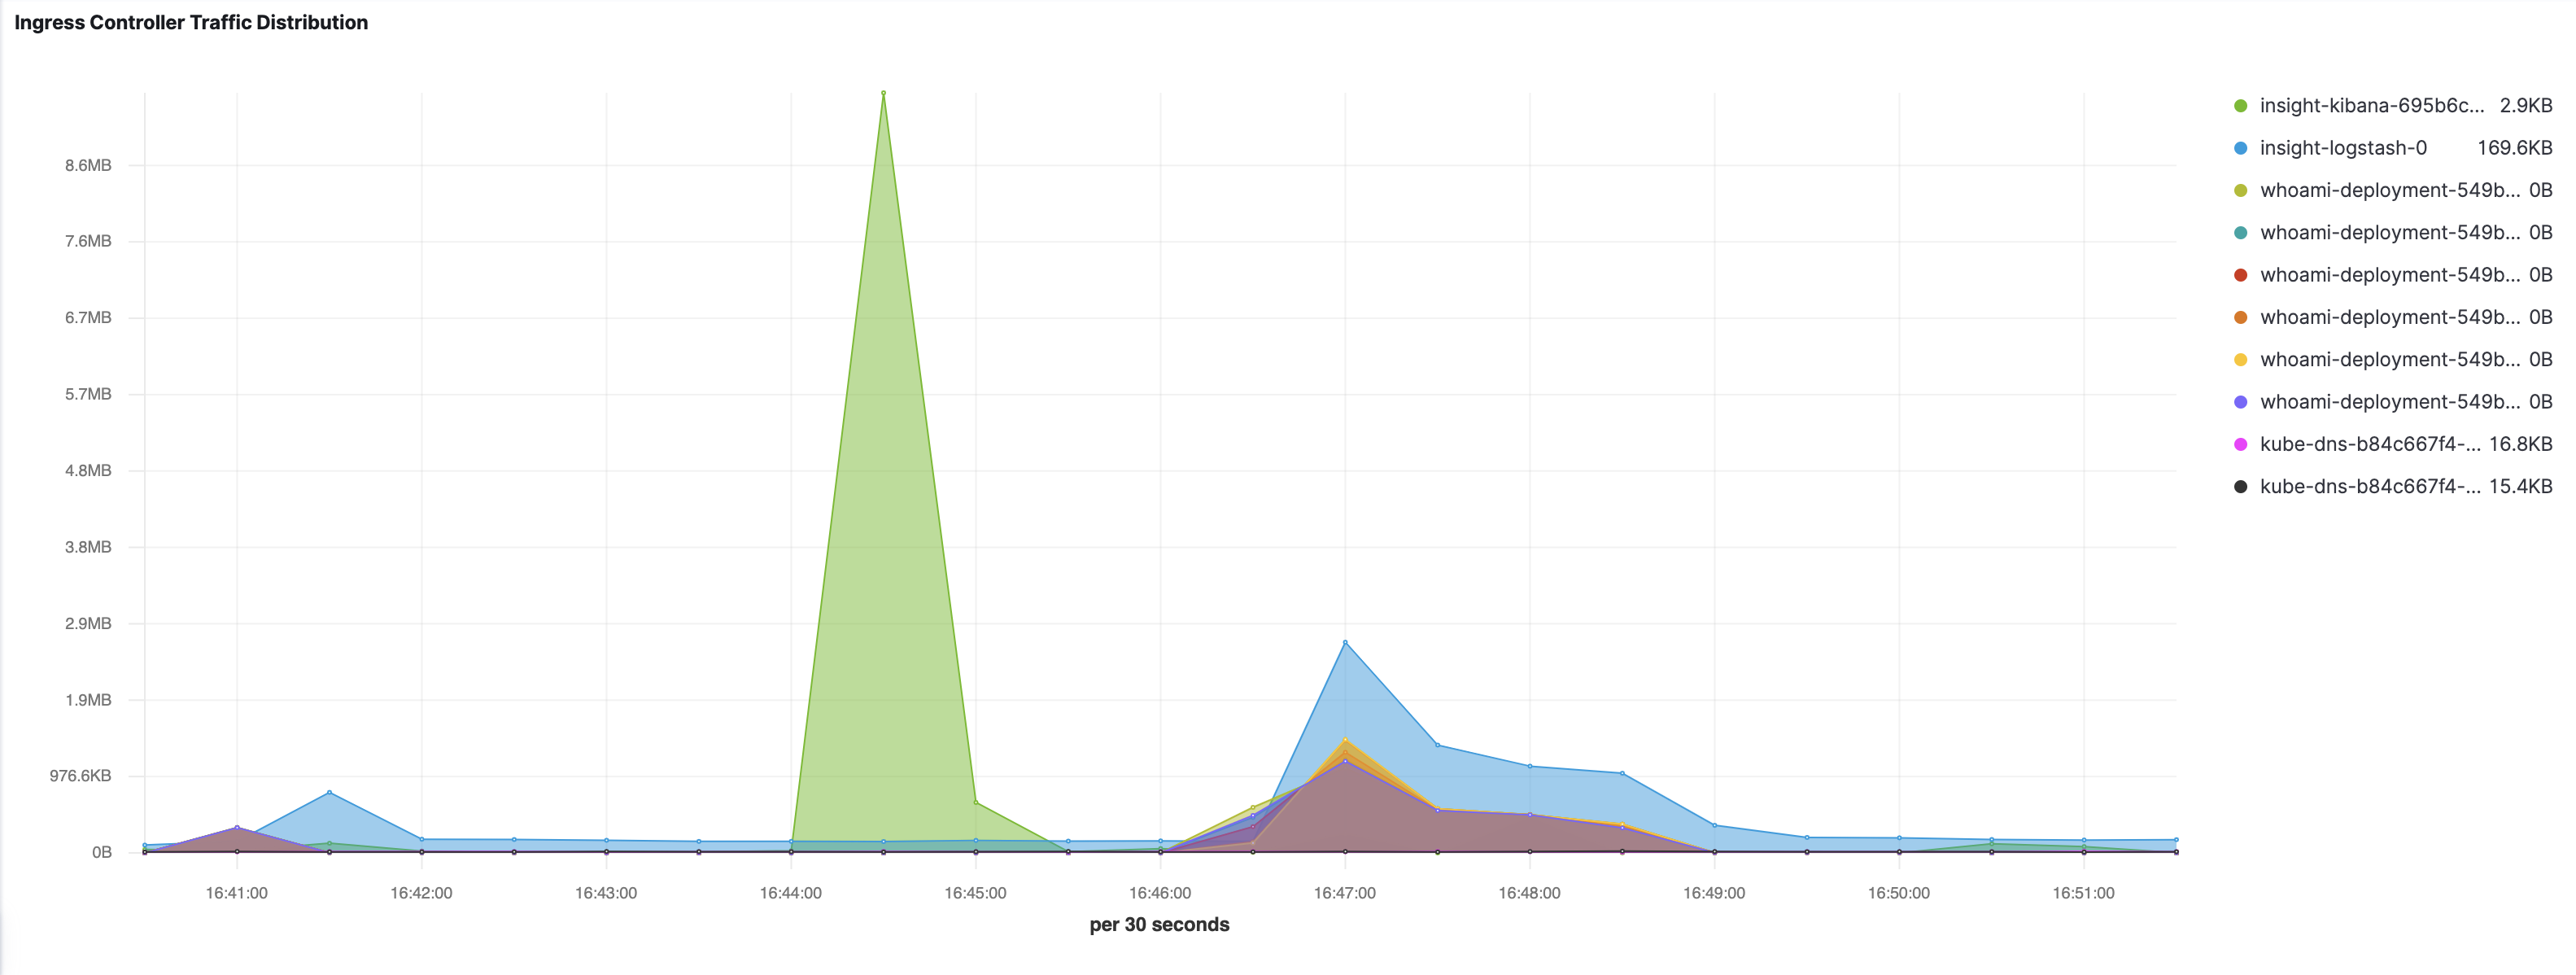 Ingress Controller Traffic Distribution
8.6MB
7.6MB
6.7MB
5.7MB
4.8MB
3.8MB
2.9MB
1.9MB
976.6KB
0B
16:41:00 16:42:00 16:43:00 16:44:00 16:45:00 16:46:00 16:47:00 16:48:00 16:49:00 16:50:00 16:51:00
per 30 seconds
insight-kibana-695b6c... 2.9KB
insight-logstash-0 169.6KB
whoami-deployment-549b... 0B
whoami-deployment-549b... 0B
whoami-deployment-549b... 0B
whoami-deployment-549b... 0B
whoami-deployment-549b... 0B
whoami-deployment-549b... 0B
kube-dns-b84c667f4-... 16.8KB
kube-dns-b84c667f4-... 15.4KB